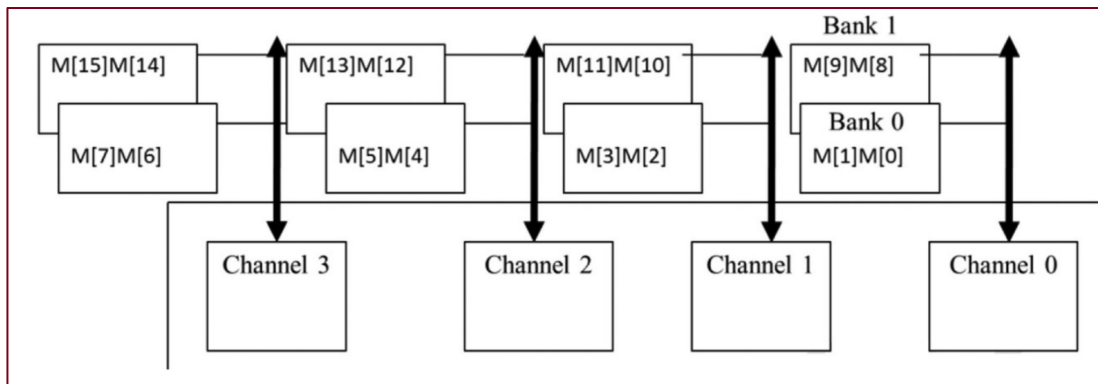 Bank 1
M[15]M[14] M[13]M[12] M[11]M[10] M[9]M[8]
Bank 0
M[7]M[6] M[5]M[4] M[3]M[2] M[1]M[0]
Channel 3 Channel 2 Channel 1 Channel 0